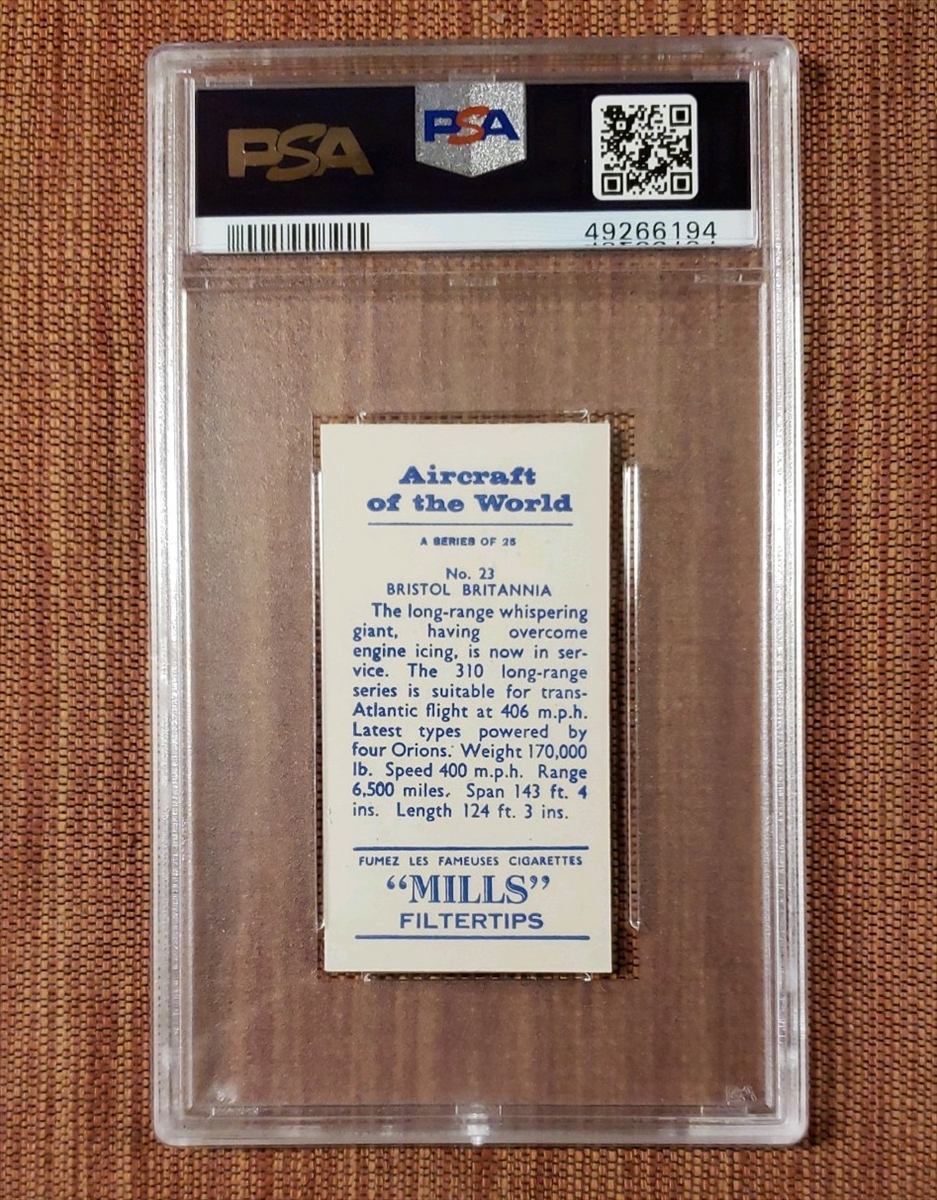 PSA
PSA
49266194
Aircraft
of the World
A SERIES OF 25
No. 23
BRISTOL BRITANNIA
The long-range whispering
giant, having overcome
engine icing, is now in ser-
vice. The 310 long-range
series is suitable for trans-
Atlantic flight at 406 m.p.h.
Latest types powered by
four Orions. Weight 170,000
lb. Speed 400 m.p.h. Range
6,500 miles. Span 143 ft. 4
ins. Length 124 ft. 3 ins.
FUMEZ LES FAMEUSES CIGARETTES
“MILLS”
FILTERTIPS